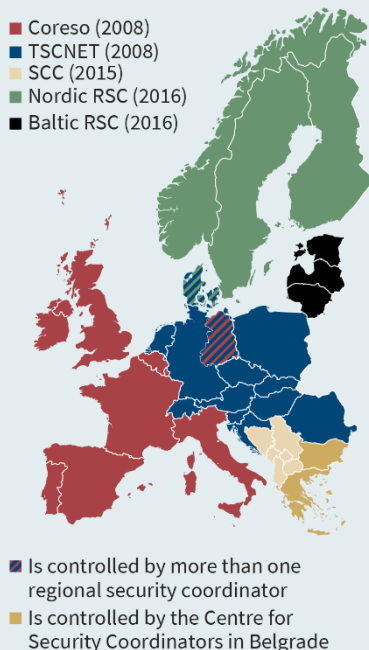 Coreso (2008)
TSCNET (2008)
SCC (2015)
Nordic RSC (2016)
Baltic RSC (2016)
Is controlled by more than one
regional security coordinator
Is controlled by the Centre for
Security Coordinators in Belgrade